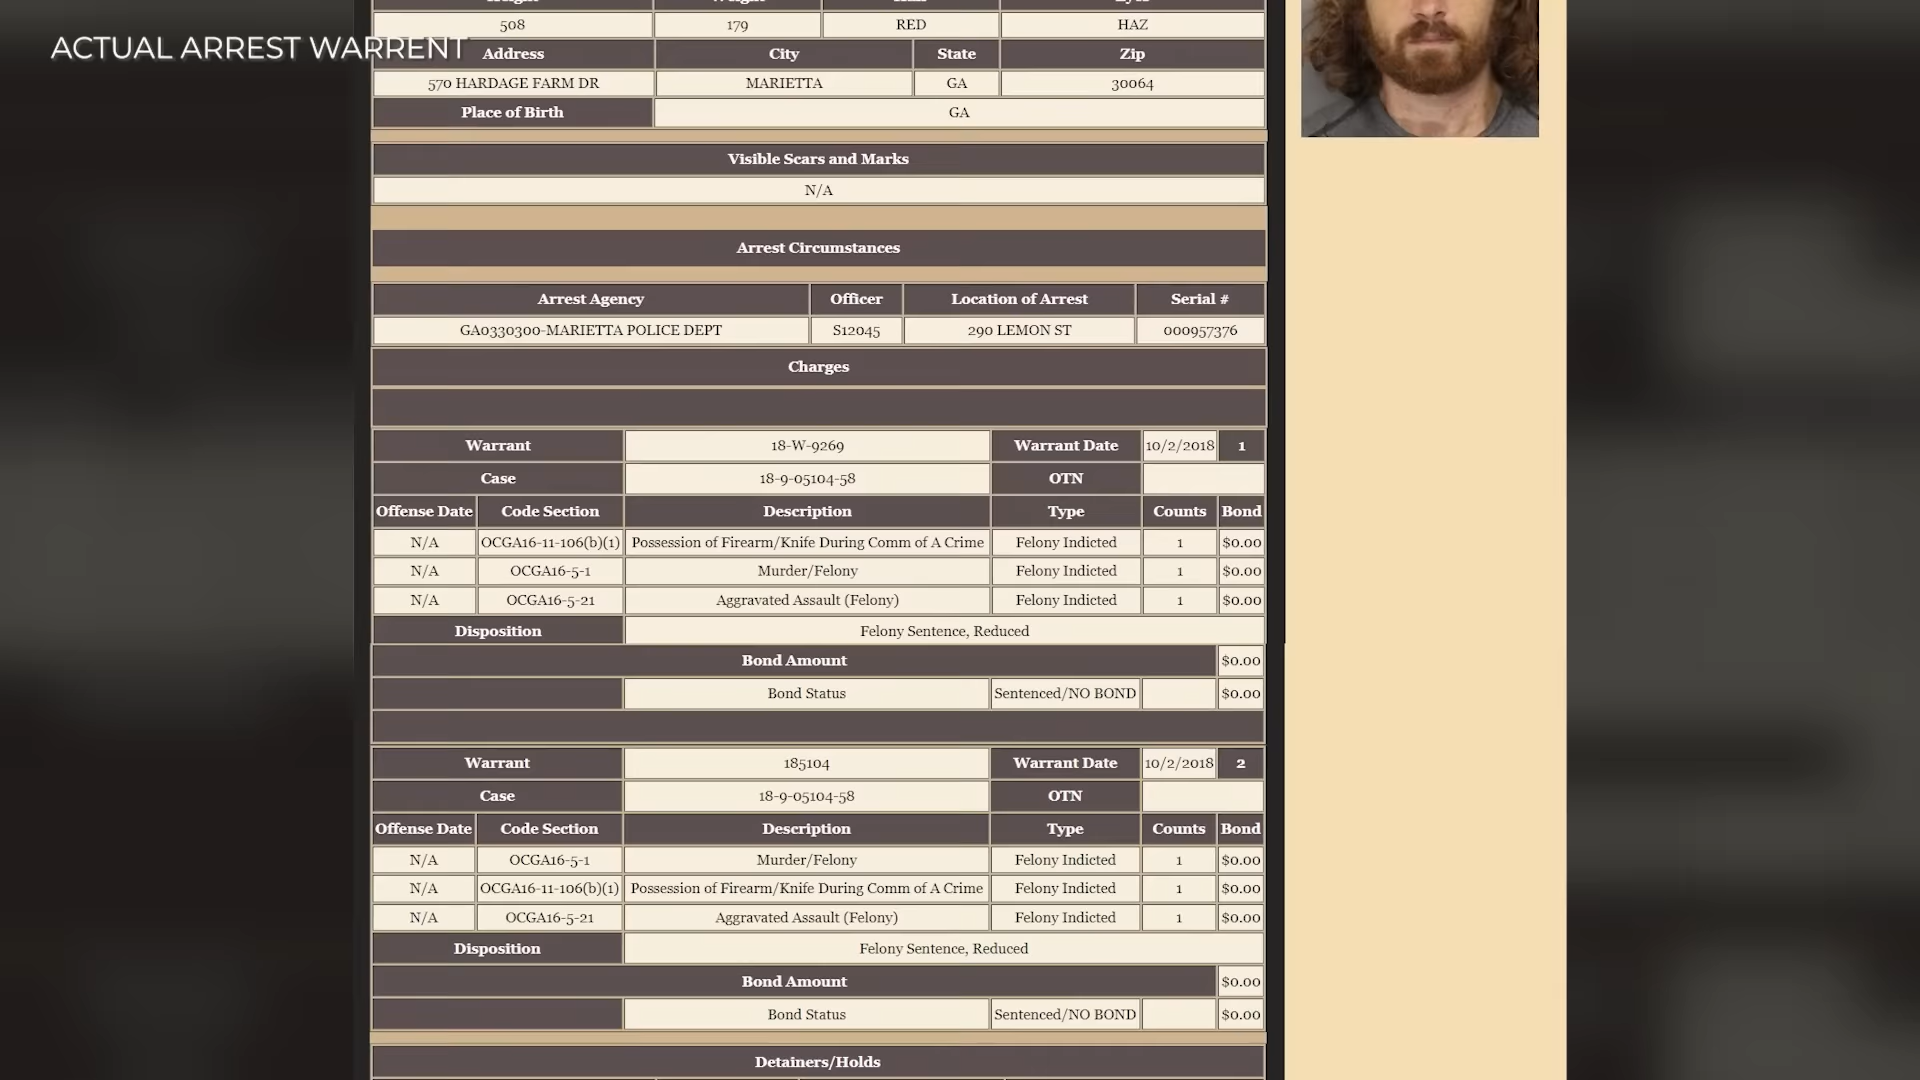 ACTUAL ARREST WARRENT
508 179 RED HAZ
Address City State Zip
570 HARDAGE FARM DR MARIETTA GA 30064
Place of Birth GA
Visible Scars and Marks
N/A
Arrest Circumstances
Arrest Agency Officer Location of Arrest Serial #
GA0330300-MARIETTA POLICE DEPT S12045 290 LEMON ST 000957376
Charges
Warrant 18-W-9269 Warrant Date 10/2/2018 1
Case 18-9-05104-58 OTN
Offense Date Code Section Description Type Counts Bond
N/A OCGA16-11-106(b)(1) Possession of Firearm/Knife During Comm of A Crime Felony Indicted 1 $0.00
N/A OCGA16-5-1 Murder/Felony Felony Indicted 1 $0.00
N/A OCGA16-5-21 Aggravated Assault (Felony) Felony Indicted 1 $0.00
Disposition Felony Sentence, Reduced
Bond Amount $0.00
Bond Status Sentenced/NO BOND $0.00
Warrant 185104 Warrant Date 10/2/2018 2
Case 18-9-05104-58 OTN
Offense Date Code Section Description Type Counts Bond
N/A OCGA16-5-1 Murder/Felony Felony Indicted 1 $0.00
N/A OCGA16-11-106(b)(1) Possession of Firearm/Knife During Comm of A Crime Felony Indicted 1 $0.00
N/A OCGA16-5-21 Aggravated Assault (Felony) Felony Indicted 1 $0.00
Disposition Felony Sentence, Reduced
Bond Amount $0.00
Bond Status Sentenced/NO BOND $0.00
Detainers/Holds